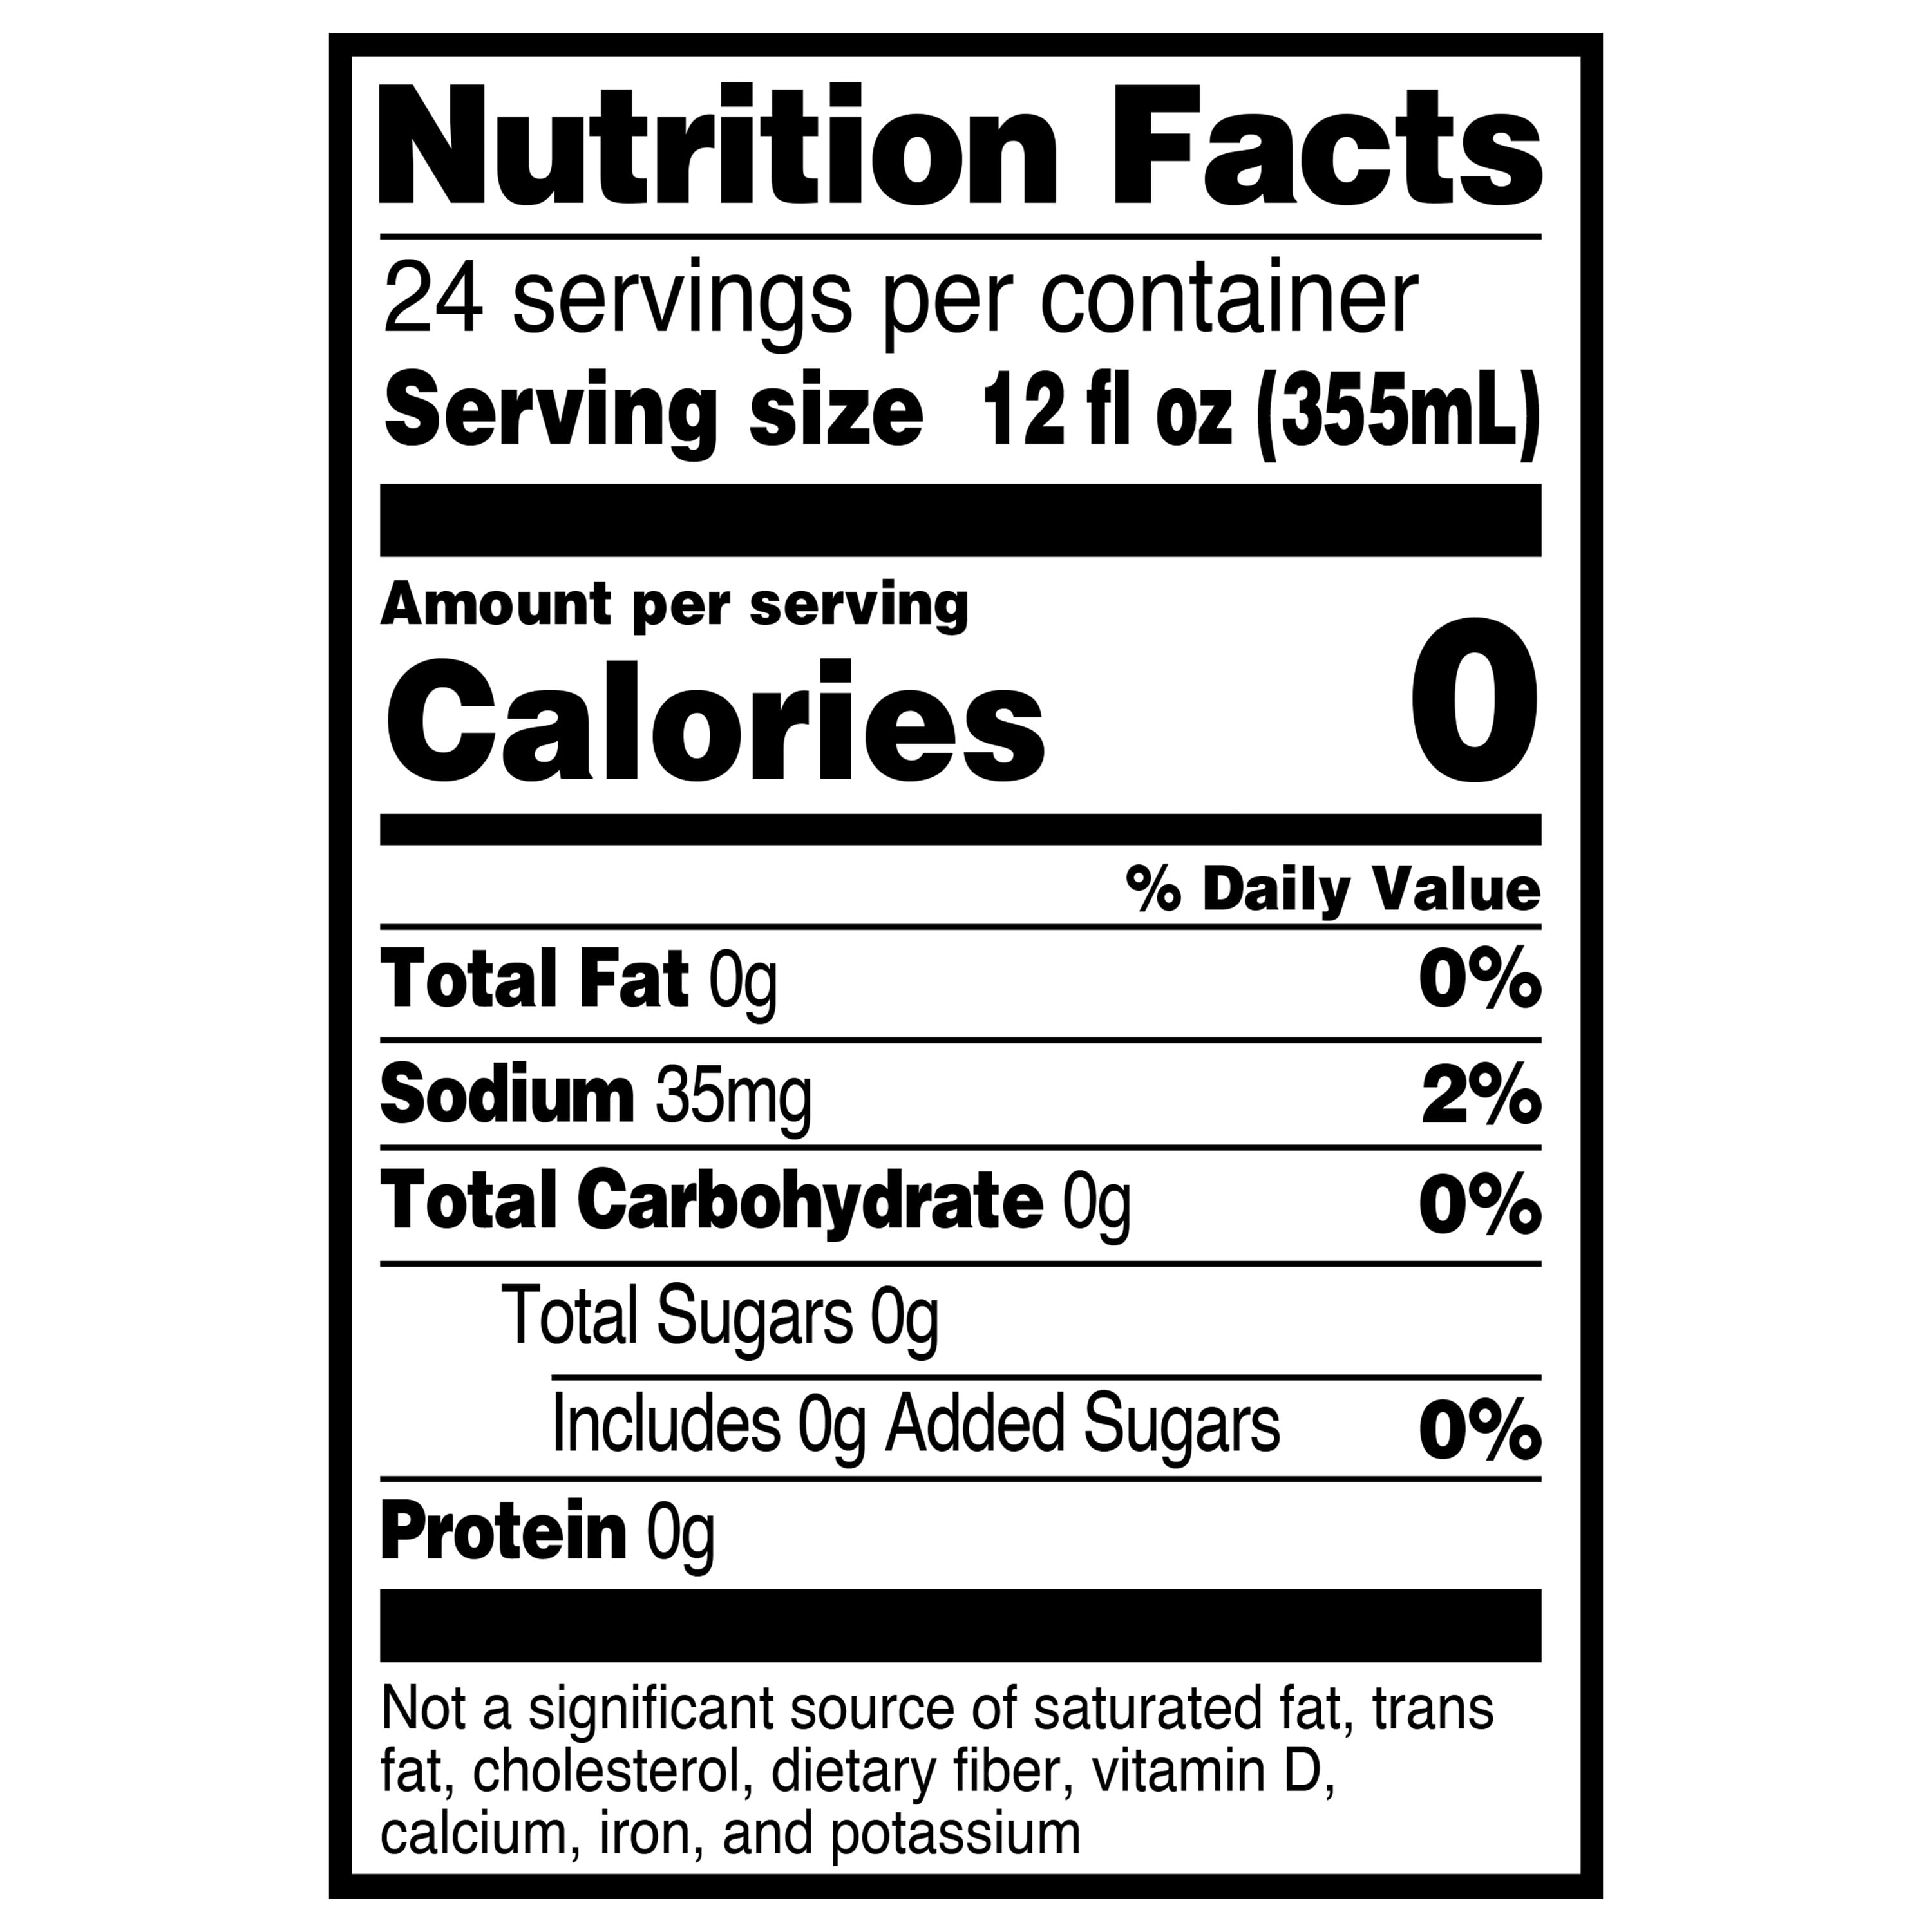 Nutrition Facts
24 servings per container
Serving size 12 fl oz (355mL)
Amount per serving
Calories 0
% Daily Value
Total Fat 0g 0%
Sodium 35mg 2%
Total Carbohydrate 0g 0%
Total Sugars 0g
Includes 0g Added Sugars 0%
Protein 0g
Not a significant source of saturated fat, trans
fat, cholesterol, dietary fiber, vitamin D,
calcium, iron, and potassium